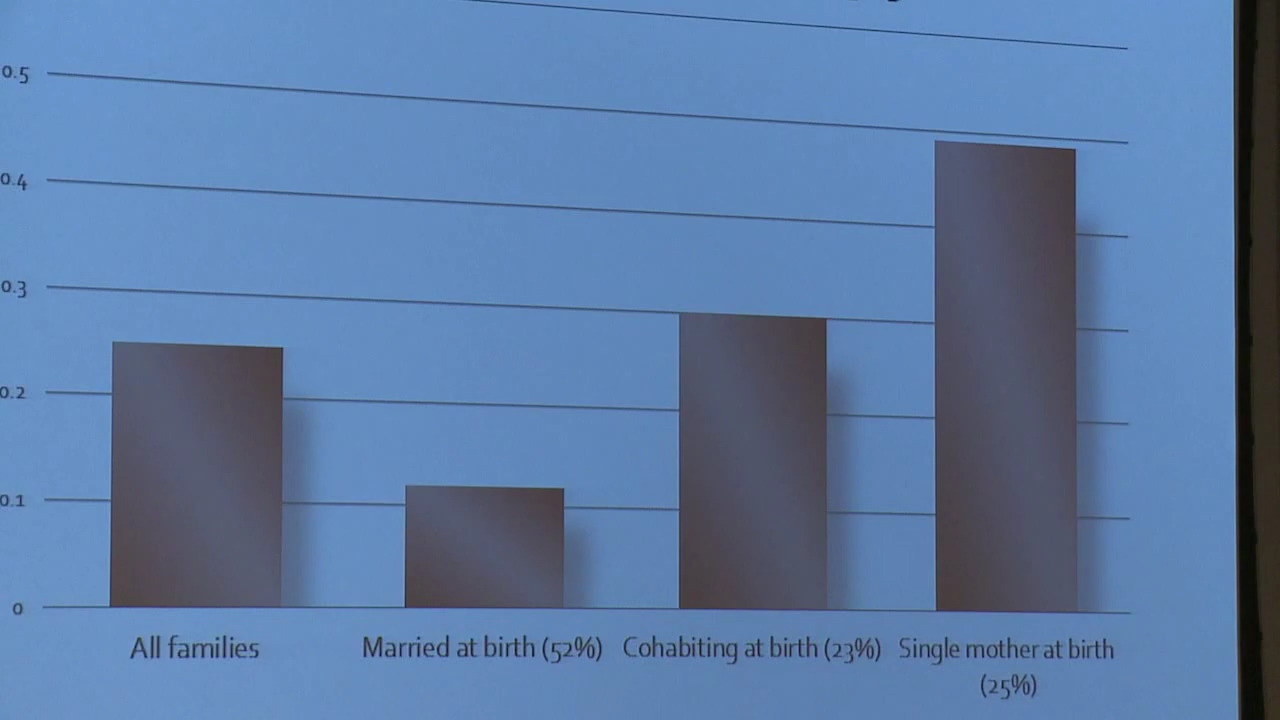 0.5
0.4
0.3
0.2
0.1
0
All families
Married at birth (52%)
Cohabiting at birth (23%)
Single mother at birth
(25%)